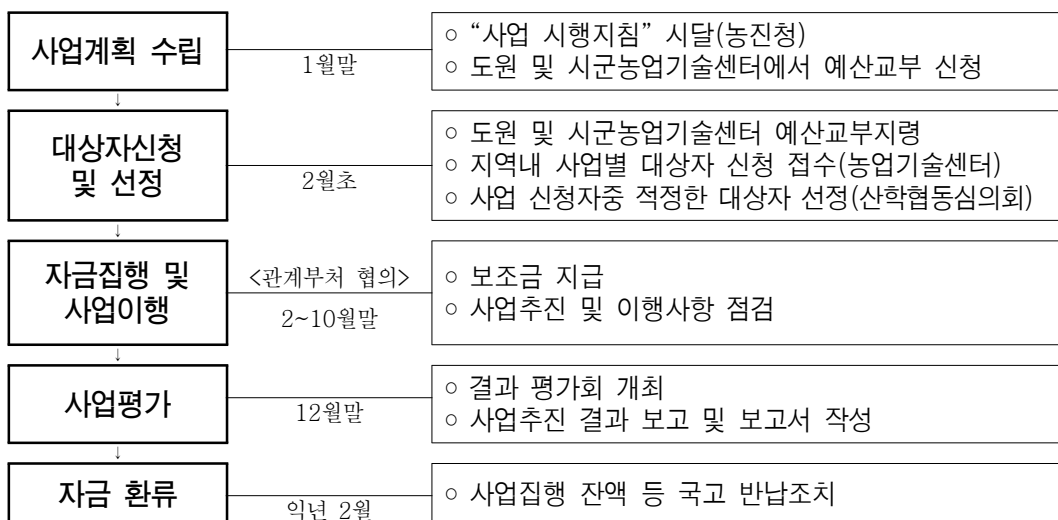 사업계획 수립
1월말
○ “사업 시행지침” 시달(농진청)
○ 도원 및 시군농업기술센터에서 예산교부 신청
↓
대상자신청
및 선정
2월초
○ 도원 및 시군농업기술센터 예산교부지령
○ 지역내 사업별 대상자 신청 접수(농업기술센터)
○ 사업 신청자중 적정한 대상자 선정(산학협동심의회)
↓
자금집행 및
사업이행
<관계부처 협의>
2~10월말
○ 보조금 지급
○ 사업추진 및 이행사항 점검
↓
사업평가
12월말
○ 결과 평가회 개최
○ 사업추진 결과 보고 및 보고서 작성
↓
자금 환류
익년 2월
○ 사업집행 잔액 등 국고 반납조치